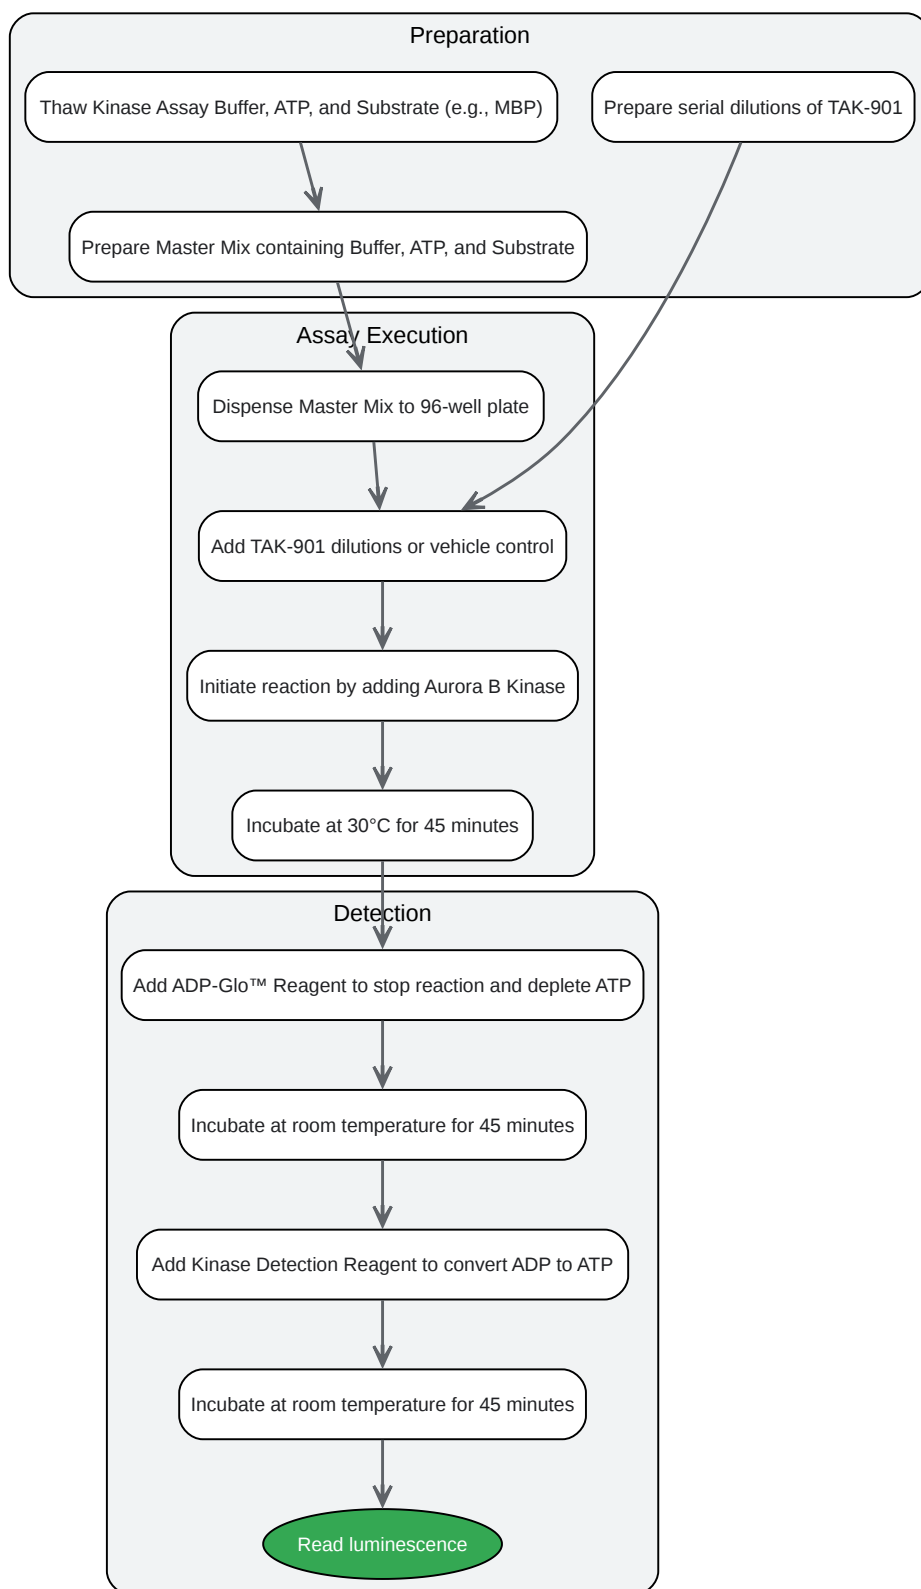 Preparation
Thaw Kinase Assay Buffer, ATP, and Substrate (e.g., MBP)
Prepare serial dilutions of TAK-901
Prepare Master Mix containing Buffer, ATP, and Substrate
Assay Execution
Dispense Master Mix to 96-well plate
Add TAK-901 dilutions or vehicle control
Initiate reaction by adding Aurora B Kinase
Incubate at 30°C for 45 minutes
Detection
Add ADP-Glo™ Reagent to stop reaction and deplete ATP
Incubate at room temperature for 45 minutes
Add Kinase Detection Reagent to convert ADP to ATP
Incubate at room temperature for 45 minutes
Read luminescence